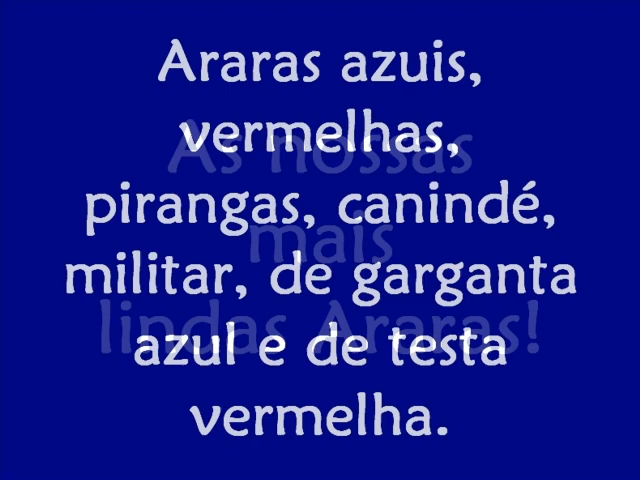 Araras azuis,
vermelhas,
pirangas, canindé,
militar, de garganta
azul e de testa
vermelha.
As nossas
mais
lindas Araras!